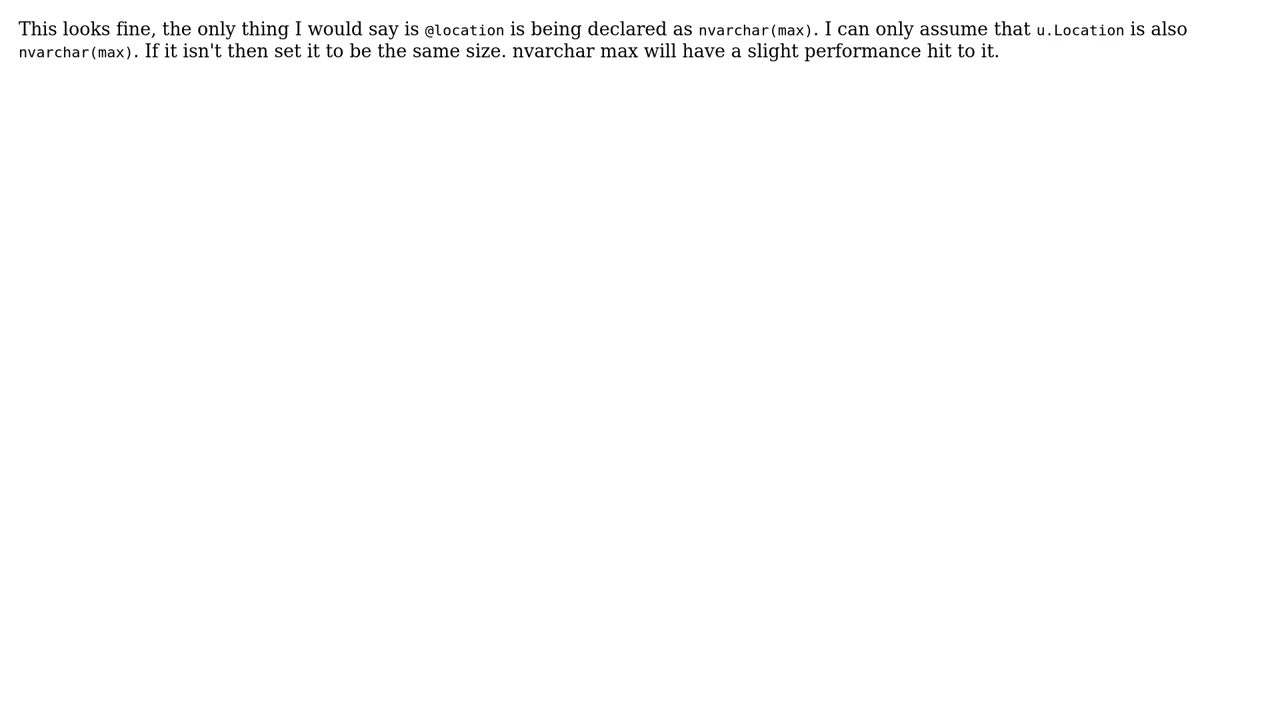 This looks fine, the only thing I would say is @location is being declared as nvarchar(max). I can only assume that u.Location is also
nvarchar(max). If it isn't then set it to be the same size. nvarchar max will have a slight performance hit to it.